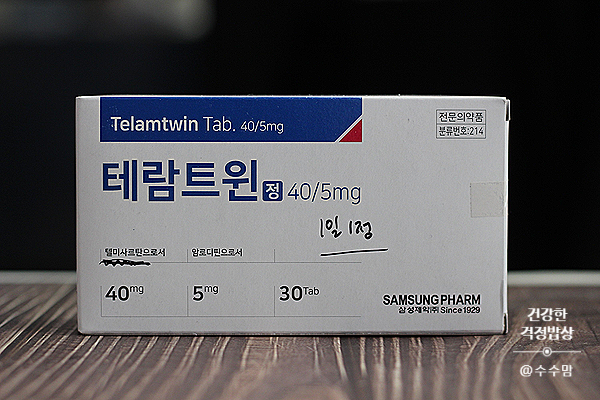 Telamtwin Tab. 40/5mg
전문의약품
분류번호:214
테람트윈정 40/5mg
1일 1정
텔미사르탄으로서 암로디핀으로서
40mg 5mg 30Tab
SAMSUNG PHARM
삼성제약(주) Since 1929
건강한
걱정밥상
@수수맘